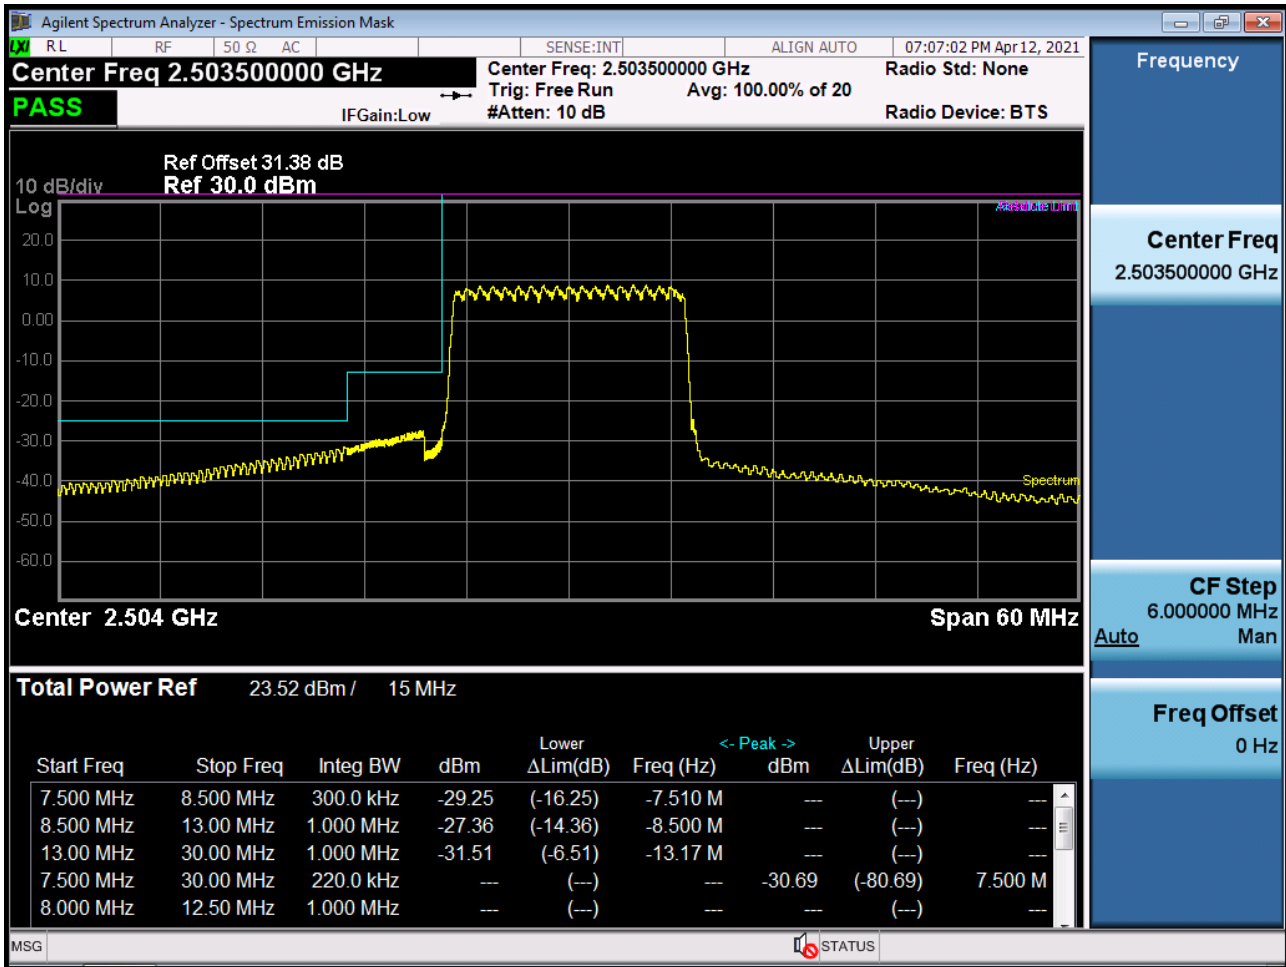 Agilent Spectrum Analyzer - Spectrum Emission Mask
LXI RL RF 50 Ω AC SENSE:INT ALIGN AUTO 07:07:02 PM Apr 12, 2021
Center Freq 2.503500000 GHz
PASS
IFGain:Low
Center Freq: 2.503500000 GHz
Trig: Free Run Avg: 100.00% of 20
#Atten: 10 dB
Radio Std: None
Radio Device: BTS
Ref Offset 31.38 dB
10 dB/div Ref 30.0 dBm
Log
Absolute Limit
20.0
10.0
0.00
-10.0
-20.0
-30.0
-40.0
Spectrum
-50.0
-60.0
Center 2.504 GHz Span 60 MHz
Total Power Ref 23.52 dBm / 15 MHz
Lower <- Peak -> Upper
Start Freq Stop Freq Integ BW dBm ΔLim(dB) Freq (Hz) dBm ΔLim(dB) Freq (Hz)
7.500 MHz 8.500 MHz 300.0 kHz -29.25 (-16.25) -7.510 M --- (---) ---
8.500 MHz 13.00 MHz 1.000 MHz -27.36 (-14.36) -8.500 M --- (---) ---
13.00 MHz 30.00 MHz 1.000 MHz -31.51 (-6.51) -13.17 M --- (---) ---
7.500 MHz 30.00 MHz 220.0 kHz --- (---) --- -30.69 (-80.69) 7.500 M
8.000 MHz 12.50 MHz 1.000 MHz --- (---) --- --- (---) ---
MSG STATUS
Frequency
Center Freq
2.503500000 GHz
CF Step
6.000000 MHz
Auto Man
Freq Offset
0 Hz